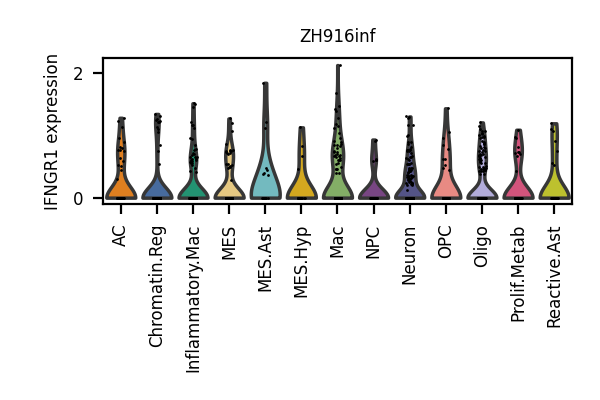 ZH916inf
IFNGR1 expression
2
0
AC
Chromatin.Reg
Inflammatory.Mac
MES
MES.Ast
MES.Hyp
Mac
NPC
Neuron
OPC
Oligo
Prolif.Metab
Reactive.Ast